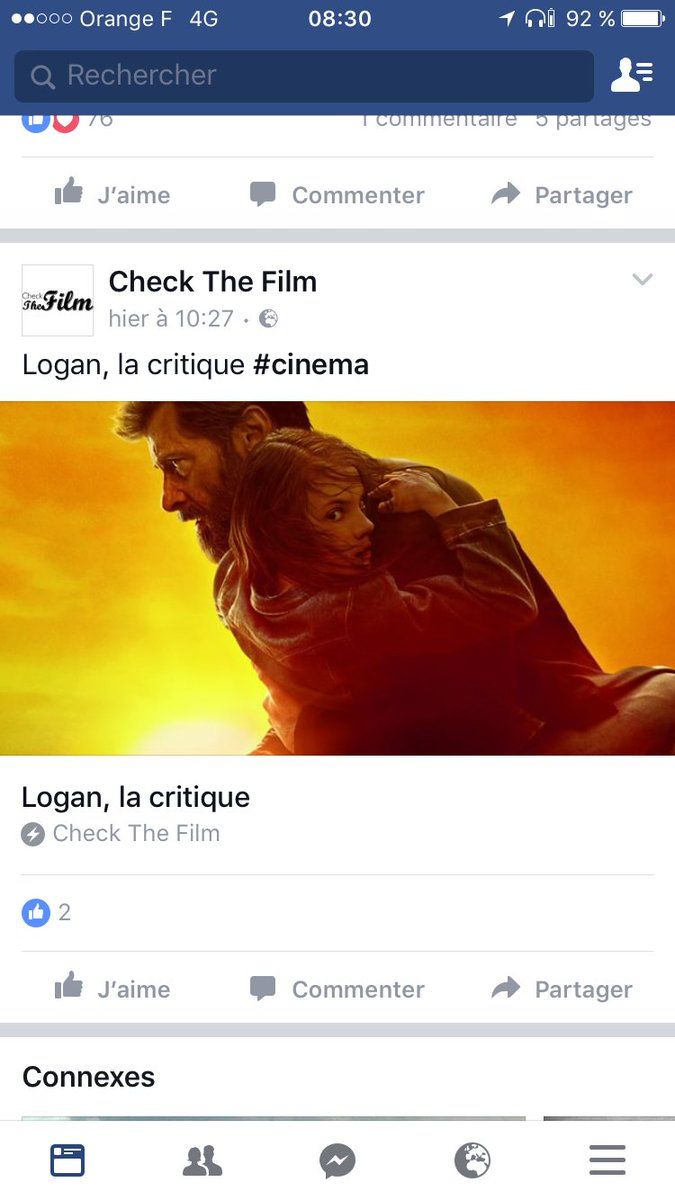 Orange F 4G 08:30 92 %
Rechercher
76 1 commentaire 5 partages
J'aime Commenter Partager
Check The Film
Check The Film
hier à 10:27 ·
Logan, la critique #cinema
Logan, la critique
Check The Film
2
J'aime Commenter Partager
Connexes